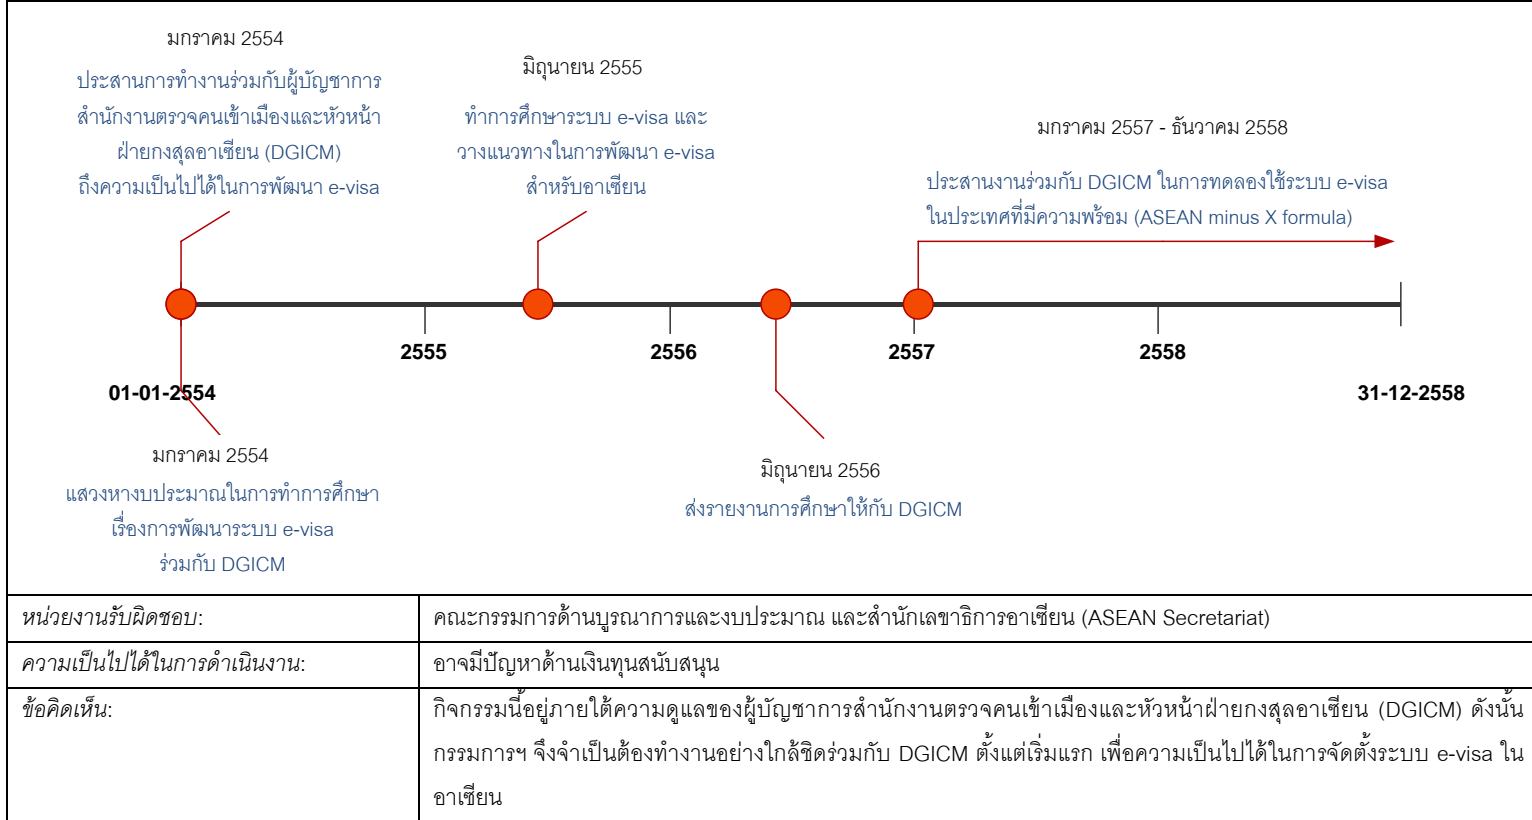 มกราคม 2554
ประสานการทำงานร่วมกับผู้บัญชาการ
สำนักงานตรวจคนเข้าเมืองและหัวหน้า
ฝ่ายกงสุลอาเซียน (DGICM)
ถึงความเป็นไปได้ในการพัฒนา e-visa
มิถุนายน 2555
ทำการศึกษาระบบ e-visa และ
วางแนวทางในการพัฒนา e-visa
สำหรับอาเซียน
มกราคม 2557 - ธันวาคม 2558
ประสานงานร่วมกับ DGICM ในการทดลองใช้ระบบ e-visa
ในประเทศที่มีความพร้อม (ASEAN minus X formula)
2555
2556
2557
2558
01-01-2554
31-12-2558
มกราคม 2554
แสวงหางบประมาณในการทำการศึกษา
เรื่องการพัฒนาระบบ e-visa
ร่วมกับ DGICM
มิถุนายน 2556
ส่งรายงานการศึกษาให้กับ DGICM
หน่วยงานรับผิดชอบ:
คณะกรรมการด้านบูรณาการและงบประมาณ และสำนักเลขาธิการอาเซียน (ASEAN Secretariat)
ความเป็นไปได้ในการดำเนินงาน:
อาจมีปัญหาด้านเงินทุนสนับสนุน
ข้อคิดเห็น:
กิจกรรมนี้อยู่ภายใต้ความดูแลของผู้บัญชาการสำนักงานตรวจคนเข้าเมืองและหัวหน้าฝ่ายกงสุลอาเซียน (DGICM) ดังนั้น
กรรมการฯ จึงจำเป็นต้องทำงานอย่างใกล้ชิดร่วมกับ DGICM ตั้งแต่เริ่มแรก เพื่อความเป็นไปได้ในการจัดตั้งระบบ e-visa ใน
อาเซียน